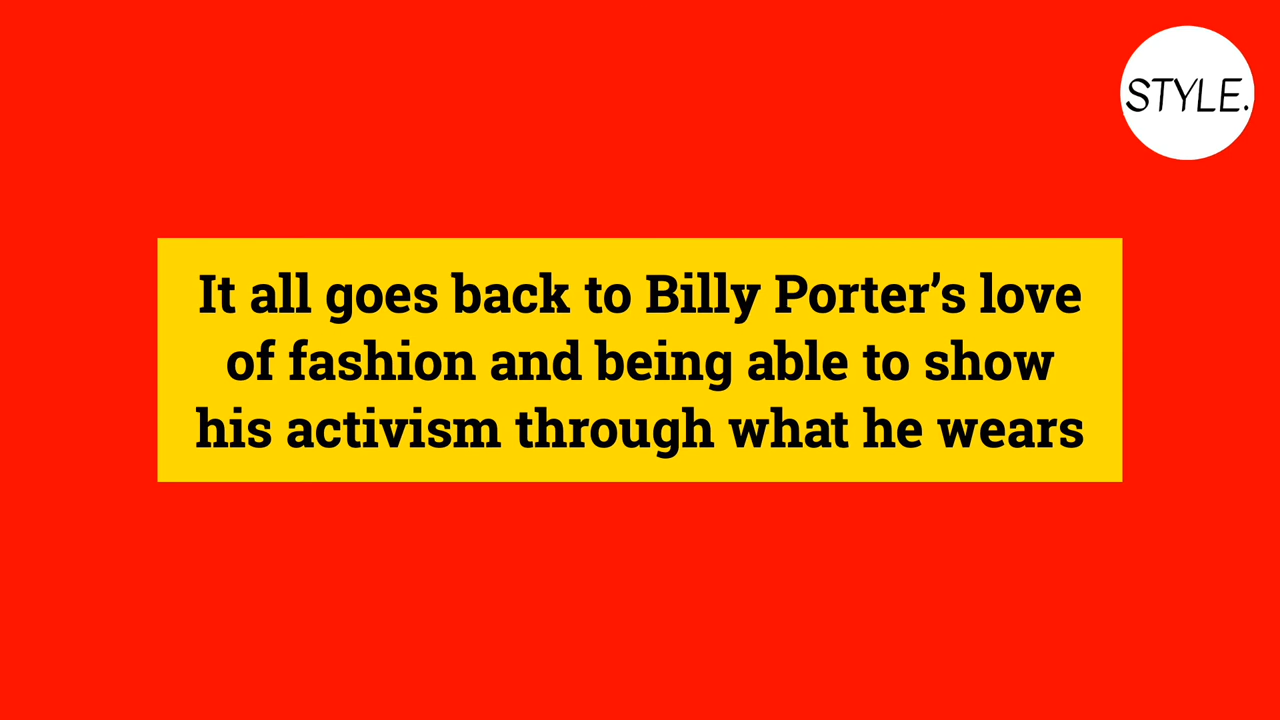 STYLE.
It all goes back to Billy Porter’s love
of fashion and being able to show
his activism through what he wears